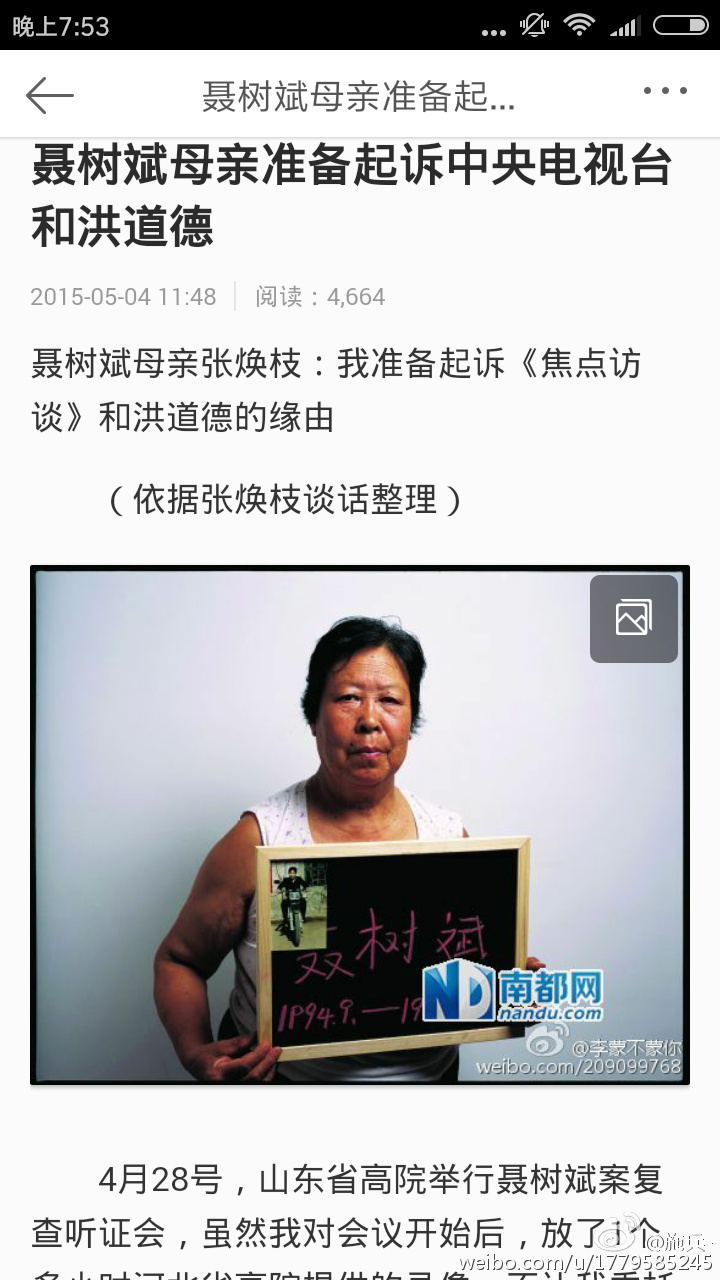 晚上7:53
聂树斌母亲准备起...
聂树斌母亲准备起诉中央电视台
和洪道德
2015-05-04 11:48 阅读：4,664
聂树斌母亲张焕枝：我准备起诉《焦点访
谈》和洪道德的缘由
（依据张焕枝谈话整理）
聂树斌
1994.9.—19
ND 南都网
nandu.com
@李蒙不蒙你
weibo.com/209099768
4月28号，山东省高院举行聂树斌案复
查听证会，虽然我对会议开始后，放了1个
@施兵
weibo.com/u/1779585245